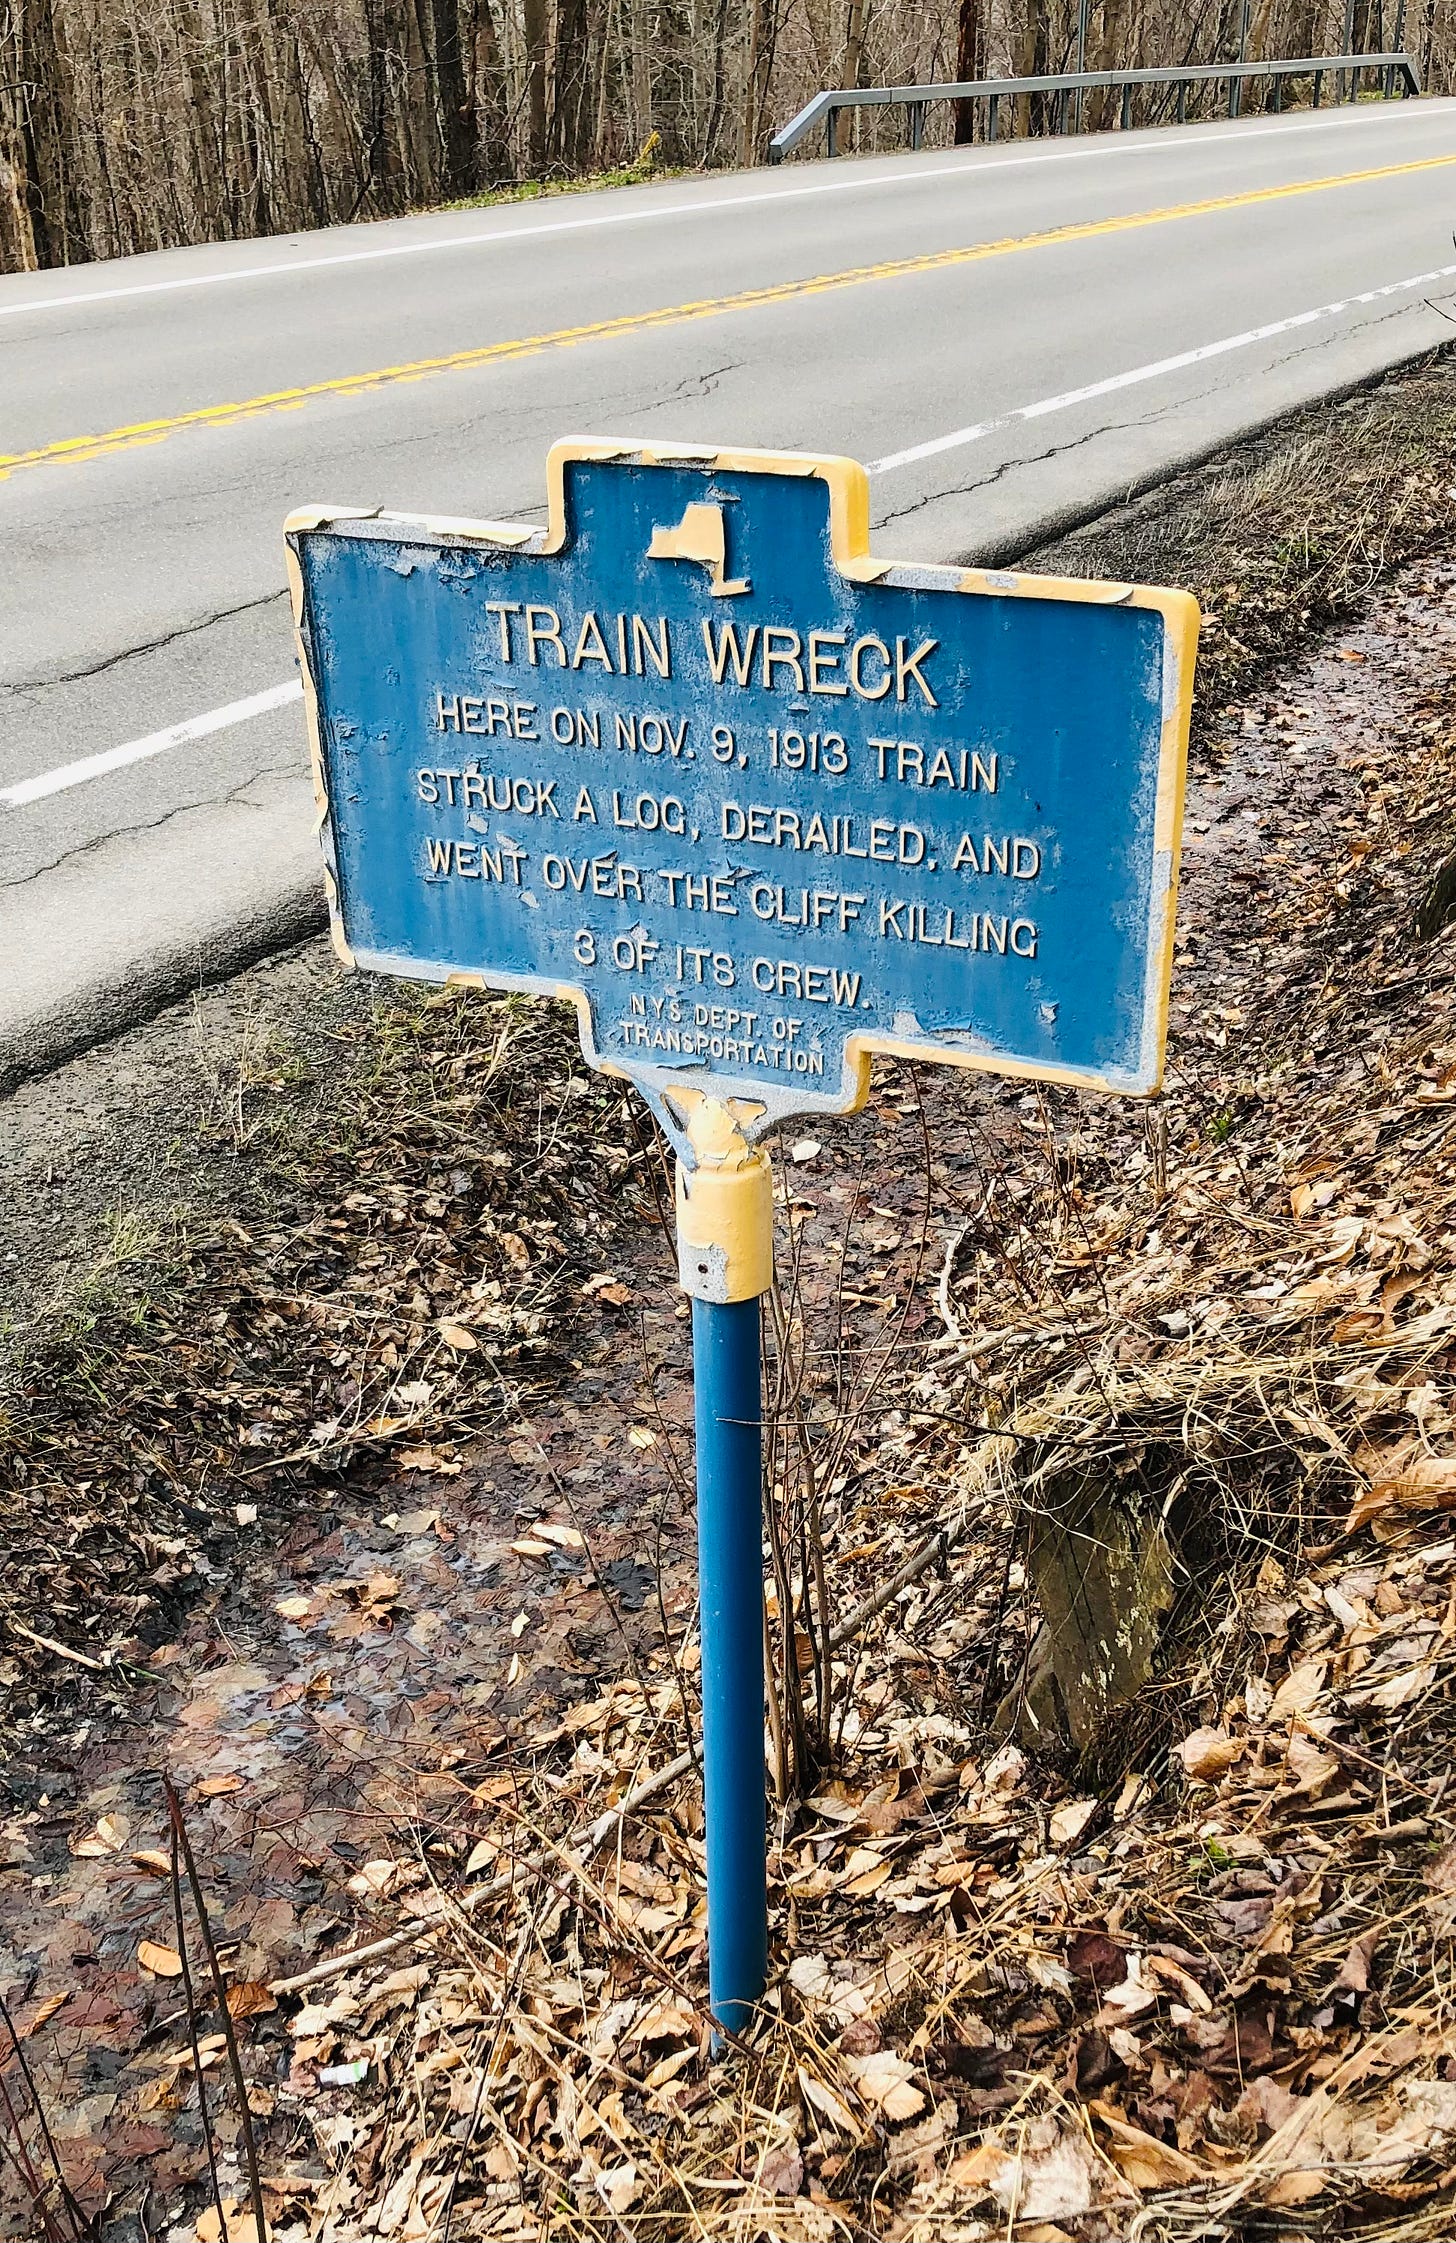 TRAIN WRECK
HERE ON NOV. 9, 1913 TRAIN
STRUCK A LOG, DERAILED, AND
WENT OVER THE CLIFF KILLING
3 OF ITS CREW.
NYS DEPT. OF
TRANSPORTATION